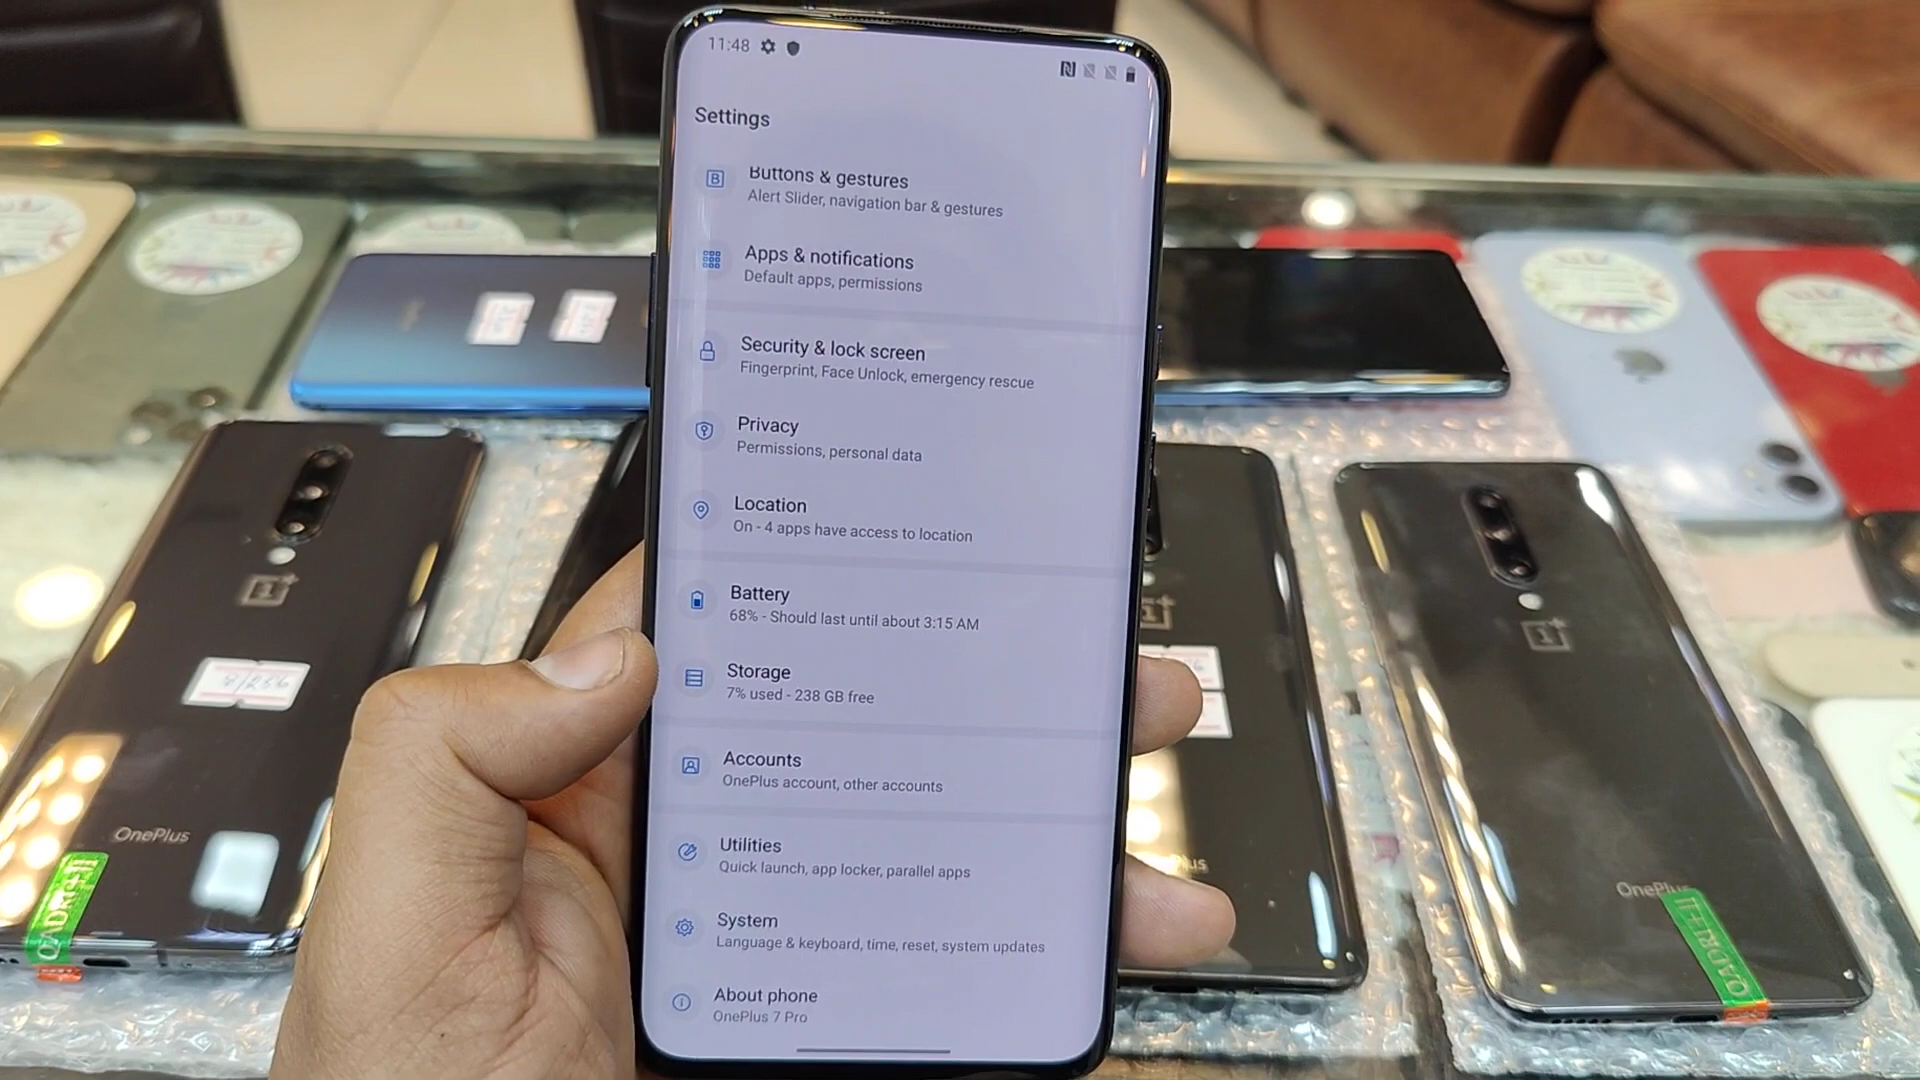 11:48
Settings
Buttons & gestures
Alert Slider, navigation bar & gestures
Apps & notifications
Default apps, permissions
Security & lock screen
Fingerprint, Face Unlock, emergency rescue
Privacy
Permissions, personal data
Location
On - 4 apps have access to location
Battery
68% - Should last until about 3:15 AM
Storage
7% used - 238 GB free
Accounts
OnePlus account, other accounts
Utilities
Quick launch, app locker, parallel apps
System
Language & keyboard, time, reset, system updates
About phone
OnePlus 7 Pro
OnePlus
QADRI
OnePlus
QADRI